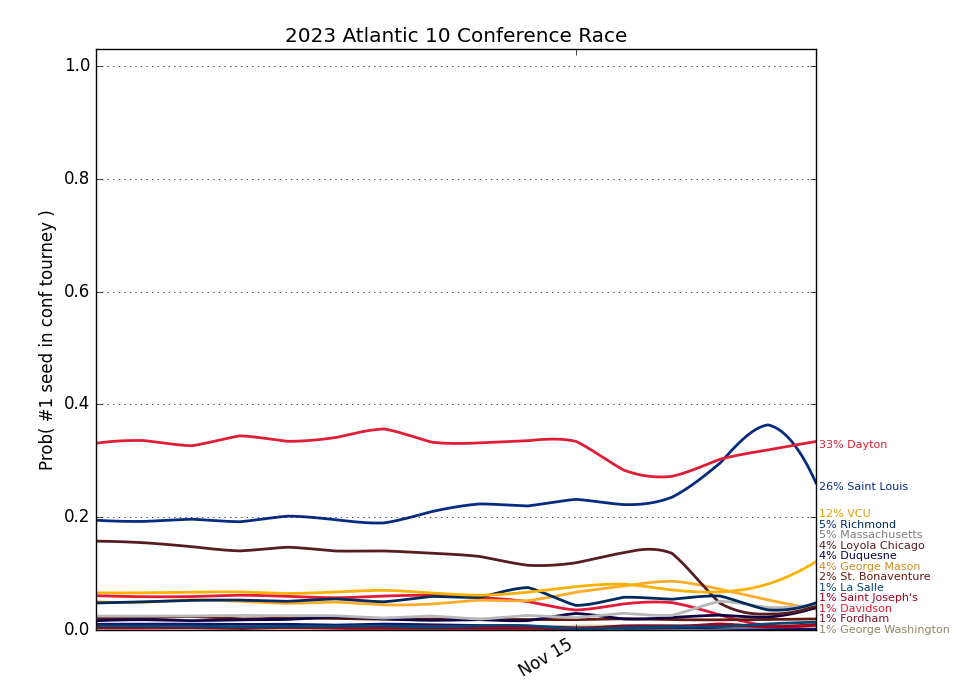 2023 Atlantic 10 Conference Race
Prob( #1 seed in conf tourney )
1.0
0.8
0.6
0.4
0.2
0.0
Nov 15
33% Dayton
26% Saint Louis
12% VCU
5% Richmond
5% Massachusetts
4% Loyola Chicago
4% Duquesne
4% George Mason
2% St. Bonaventure
1% La Salle
1% Saint Joseph's
1% Davidson
1% Fordham
1% George Washington